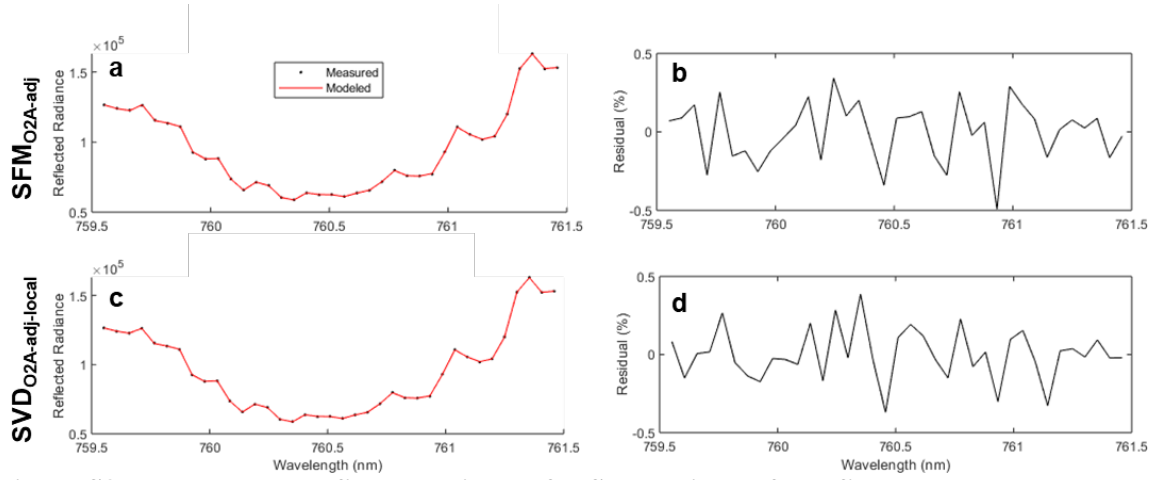 ×10⁵
SFM_O2A-adj
a
Measured
Modeled
Reflected Radiance
1.5
1
0.5
759.5 760 760.5 761 761.5
b
Residual (%)
0.5
0
-0.5
759.5 760 760.5 761 761.5
×10⁵
SVD_O2A-adj-local
c
Reflected Radiance
1.5
1
0.5
759.5 760 760.5 761 761.5
Wavelength (nm)
d
Residual (%)
0.5
0
-0.5
759.5 760 760.5 761 761.5
Wavelength (nm)